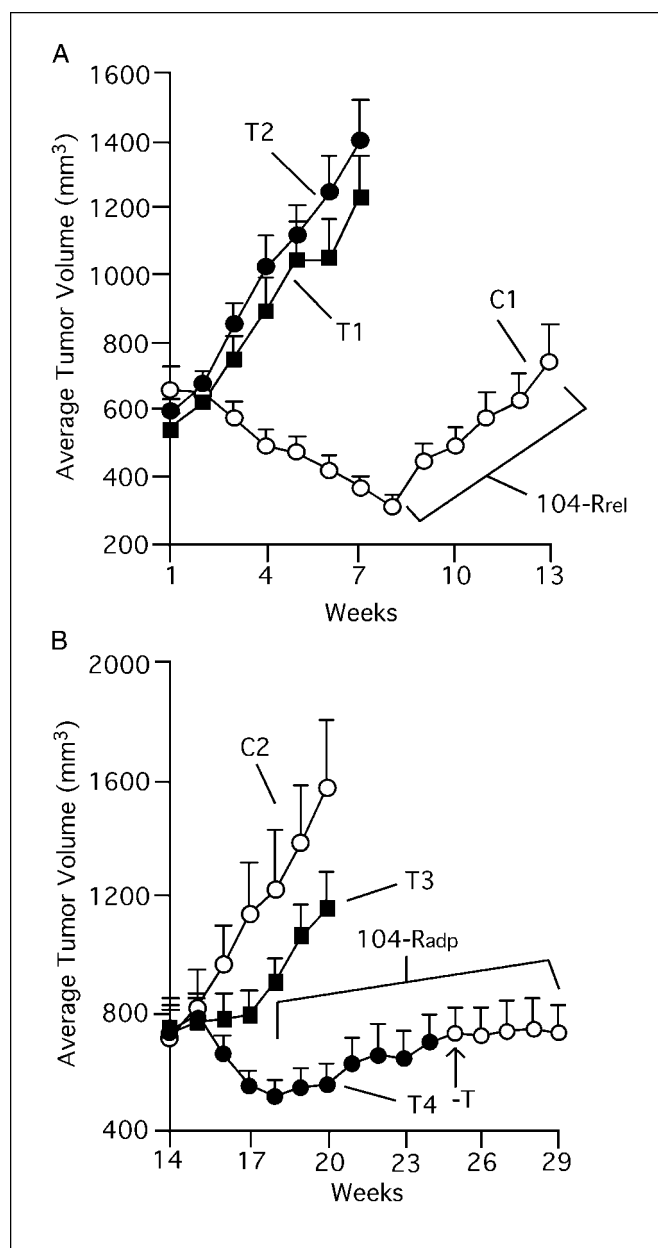 A
1600
1400
1200
1000
800
600
400
200
Average Tumor Volume (mm³)
T2
T1
C1
104-Rrel
1 4 7 10 13
Weeks
B
2000
1600
1200
800
400
Average Tumor Volume (mm³)
C2
T3
104-Radp
T4
-T
14 17 20 23 26 29
Weeks